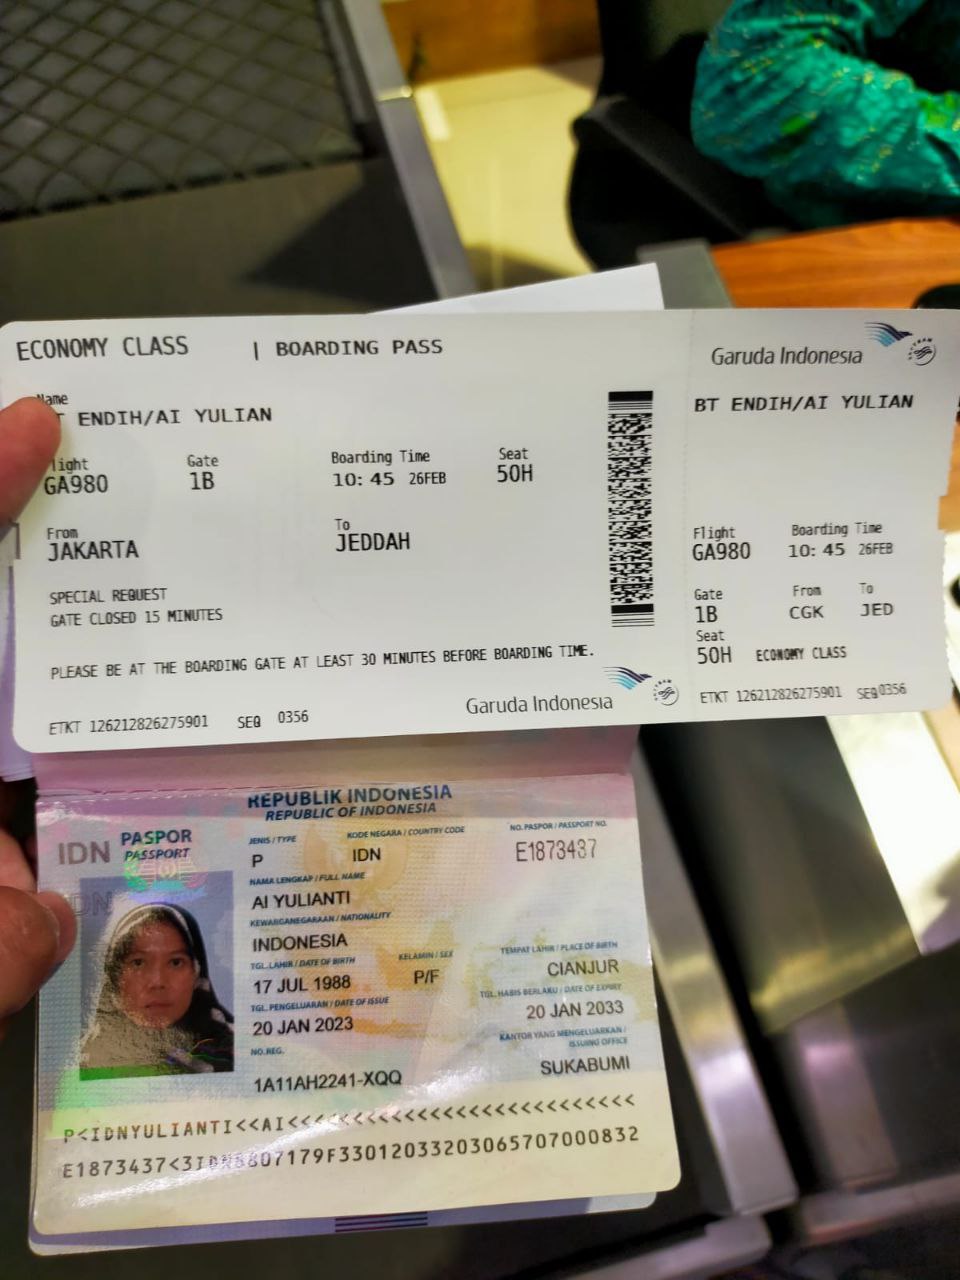 ECONOMY CLASS | BOARDING PASS
Name
ENDIH/AI YULIAN
Gate
Boarding Time
Seat
GA980
1B
10:45 26FEB
50H
From
To
JAKARTA
JEDDAH
SPECIAL REQUEST
GATE CLOSED 15 MINUTES
PLEASE BE AT THE BOARDING GATE AT LEAST 30 MINUTES BEFORE BOARDING TIME.
Garuda Indonesia
ETKT 126212826275901 SEQ 0356
Garuda Indonesia
BT ENDIH/AI YULIAN
Flight
Boarding Time
GA980
10:45 26FEB
Gate
From
To
1B
CGK
JED
Seat
50H ECONOMY CLASS
ETKT 126212826275901 SEQ 0356
REPUBLIK INDONESIA
REPUBLIC OF INDONESIA
IDN
PASPOR
PASSPORT
JENIS / TYPE
KODE NEGARA / COUNTRY CODE
NO. PASPOR / PASSPORT NO.
P
IDN
E1873437
NAMA LENGKAP / FULL NAME
AI YULIANTI
KEWARGANEGARAAN / NATIONALITY
INDONESIA
TGL. LAHIR / DATE OF BIRTH
KELAMIN / SEX
TEMPAT LAHIR / PLACE OF BIRTH
17 JUL 1988
P/F
CIANJUR
TGL. PENGELUARAN / DATE OF ISSUE
TGL. HABIS BERLAKU / DATE OF EXPIRY
20 JAN 2023
20 JAN 2033
NO. REG.
KANTOR YANG MENGELUARKAN /
ISSUING OFFICE
1A11AH2241-XQQ
SUKABUMI
P<IDNYULIANTI<<AI<<<<<<<<<<<<<<<<<<<<<<<<<<<
E1873437<3IDN8807179F3301203320306570700832